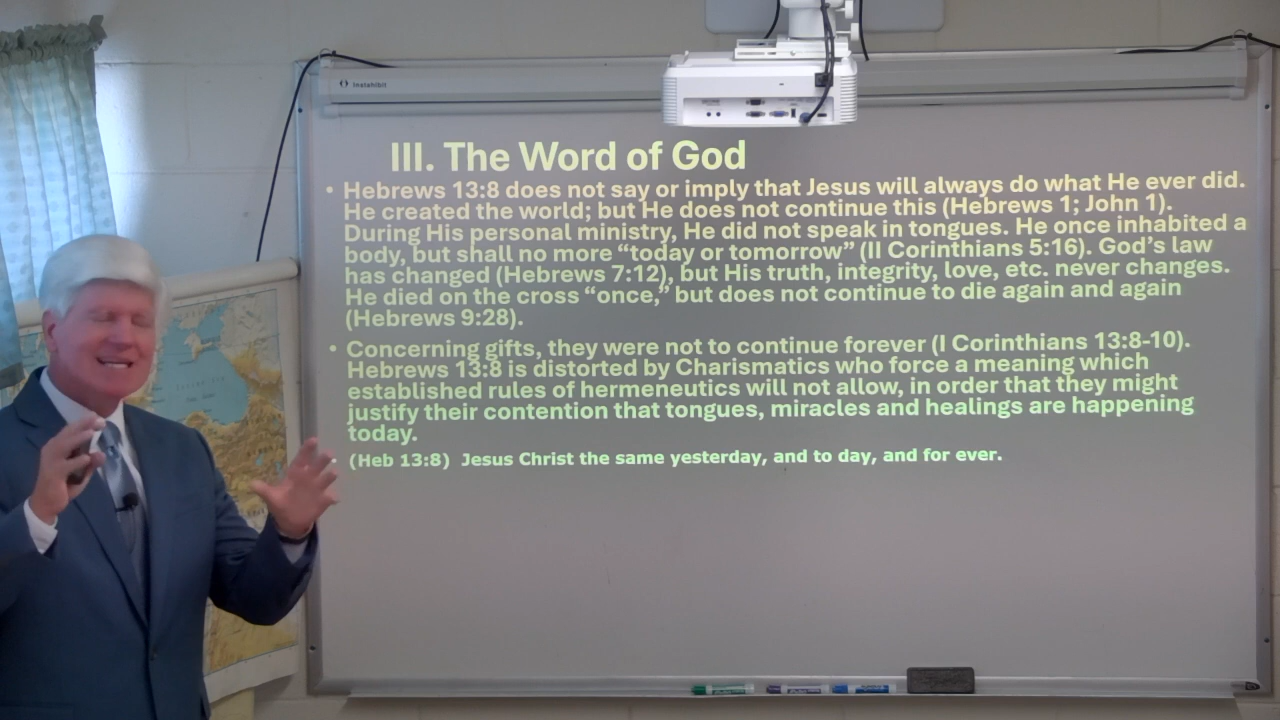 Instahibit
III. The Word of God
• Hebrews 13:8 does not say or imply that Jesus will always do what He ever did.
He created the world; but He does not continue this (Hebrews 1; John 1).
During His personal ministry, He did not speak in tongues. He once inhabited a
body, but shall no more “today or tomorrow” (II Corinthians 5:16). God’s law
has changed (Hebrews 7:12), but His truth, integrity, love, etc. never changes.
He died on the cross “once,” but does not continue to die again and again
(Hebrews 9:28).
• Concerning gifts, they were not to continue forever (I Corinthians 13:8-10).
Hebrews 13:8 is distorted by Charismatics who force a meaning which
established rules of hermeneutics will not allow, in order that they might
justify their contention that tongues, miracles and healings are happening
today.
(Heb 13:8) Jesus Christ the same yesterday, and to day, and for ever.